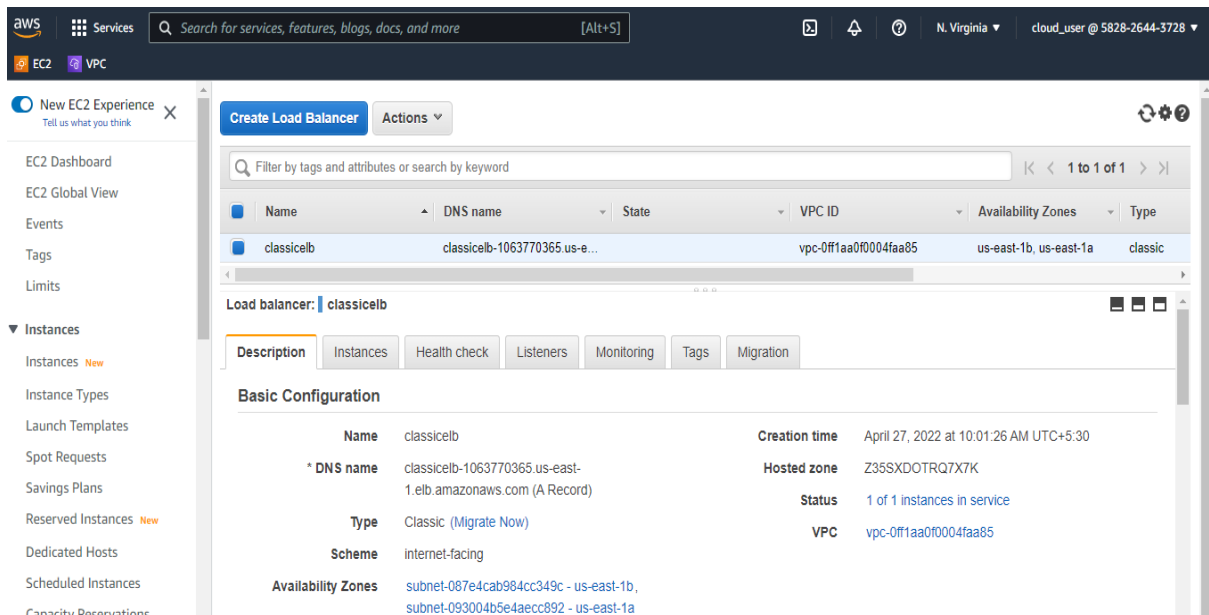 aws Services Search for services, features, blogs, docs, and more [Alt+S] N. Virginia ▼ cloud_user @ 5828-2644-3728 ▼
EC2 VPC
New EC2 Experience
Tell us what you think
EC2 Dashboard
EC2 Global View
Events
Tags
Limits
▼ Instances
Instances New
Instance Types
Launch Templates
Spot Requests
Savings Plans
Reserved Instances New
Dedicated Hosts
Scheduled Instances
Capacity Reservations
Create Load Balancer Actions
Filter by tags and attributes or search by keyword 1 to 1 of 1
Name DNS name State VPC ID Availability Zones Type
classicelb classicelb-1063770365.us-e... vpc-0ff1aa0f0004faa85 us-east-1b, us-east-1a classic
Load balancer: classicelb
Description Instances Health check Listeners Monitoring Tags Migration
Basic Configuration
Name classicelb
* DNS name classicelb-1063770365.us-east-
1.elb.amazonaws.com (A Record)
Type Classic (Migrate Now)
Scheme internet-facing
Availability Zones subnet-087e4cab984cc349c - us-east-1b,
subnet-093004b5e4aecc892 - us-east-1a
Creation time April 27, 2022 at 10:01:26 AM UTC+5:30
Hosted zone Z35SXDOTRQ7X7K
Status 1 of 1 instances in service
VPC vpc-0ff1aa0f0004faa85